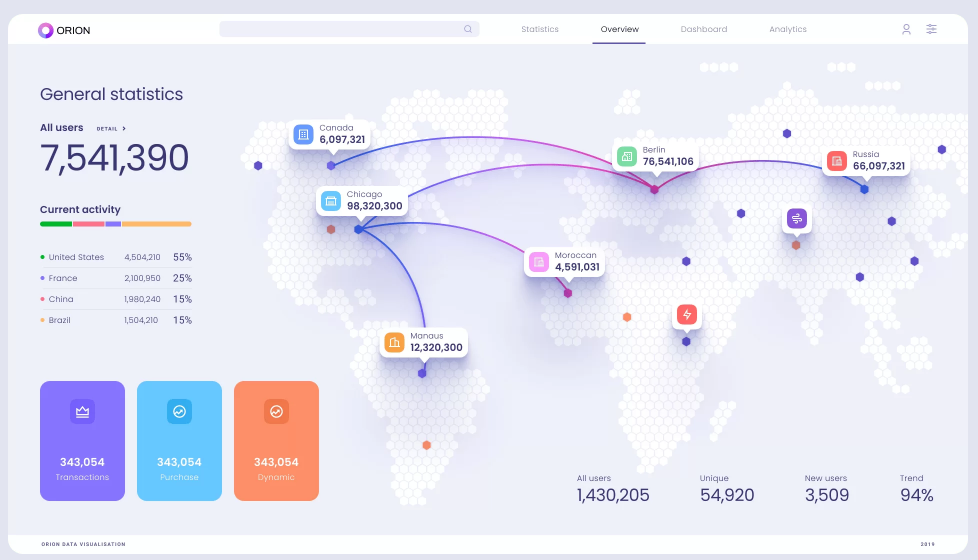 ORION
Statistics
Overview
Dashboard
Analytics
General statistics
All users
DETAIL
7,541,390
Current activity
United States 4,504,210 55%
France 2,100,950 25%
China 1,980,240 15%
Brazil 1,504,210 15%
343,054
Transactions
343,054
Purchase
343,054
Dynamic
Canada
6,097,321
Chicago
98,320,300
Berlin
76,541,106
Russia
66,097,321
Moroccan
4,591,031
Manaus
12,320,300
All users
1,430,205
Unique
54,920
New users
3,509
Trend
94%
ORION DATA VISUALISATION
2019